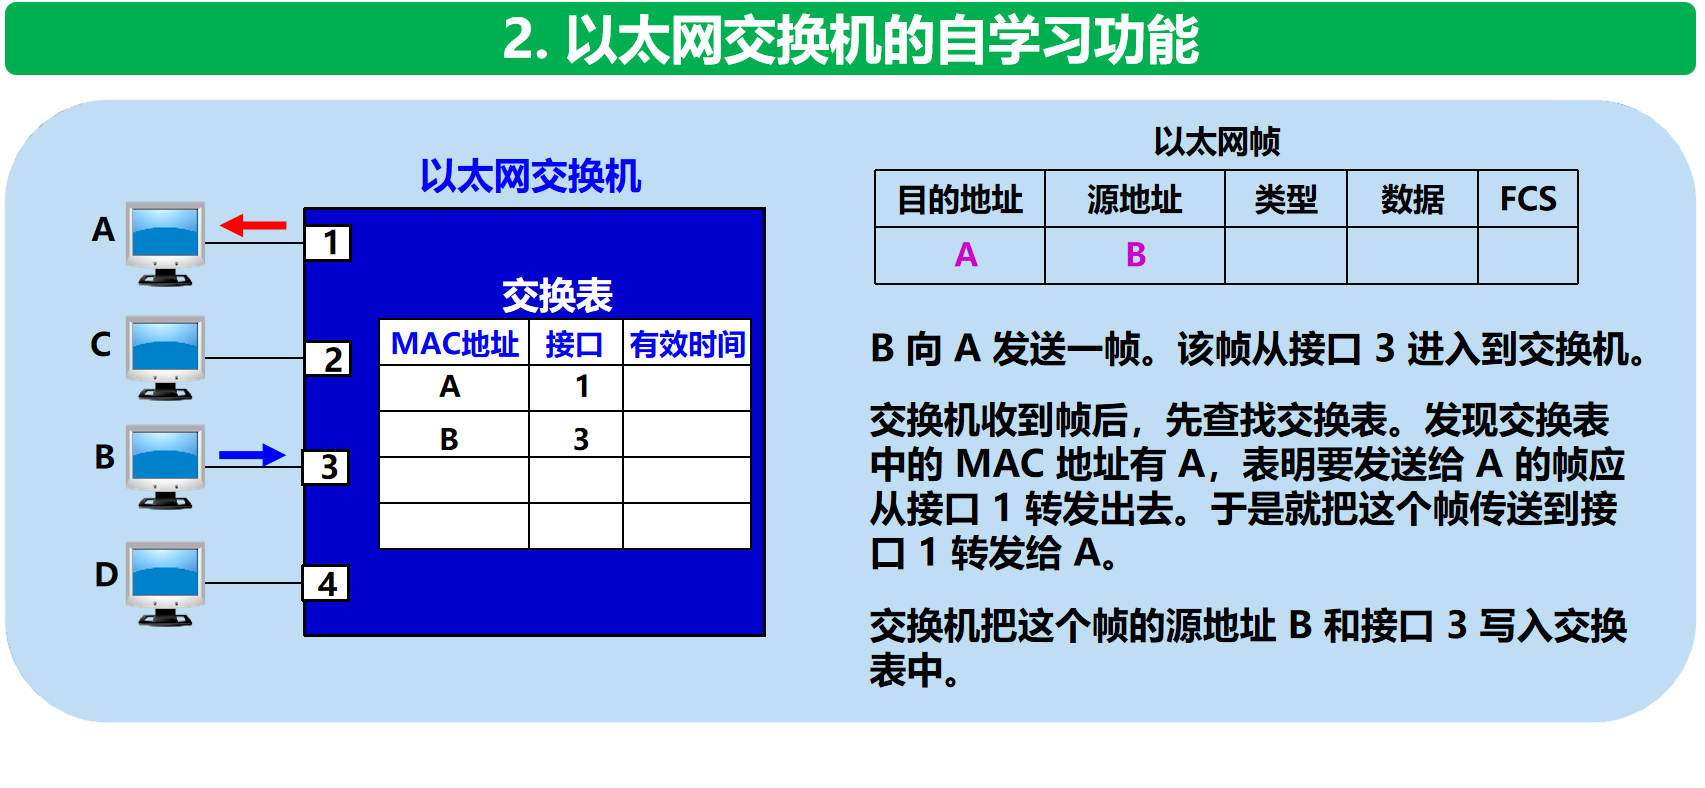 2. 以太网交换机的自学习功能
以太网交换机
A
1
C
2
B
3
D
4
交换表
MAC地址 接口 有效时间
A 1
B 3
以太网帧
目的地址 源地址 类型 数据 FCS
A B
B 向 A 发送一帧。该帧从接口 3 进入到交换机。
交换机收到帧后，先查找交换表。发现交换表
中的 MAC 地址有 A，表明要发送给 A 的帧应
从接口 1 转发出去。于是就把这个帧传送到接
口 1 转发给 A。
交换机把这个帧的源地址 B 和接口 3 写入交换
表中。